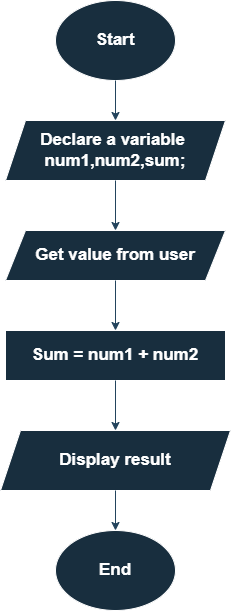 Start
Declare a variable
num1,num2,sum;
Get value from user
Sum = num1 + num2
Display result
End